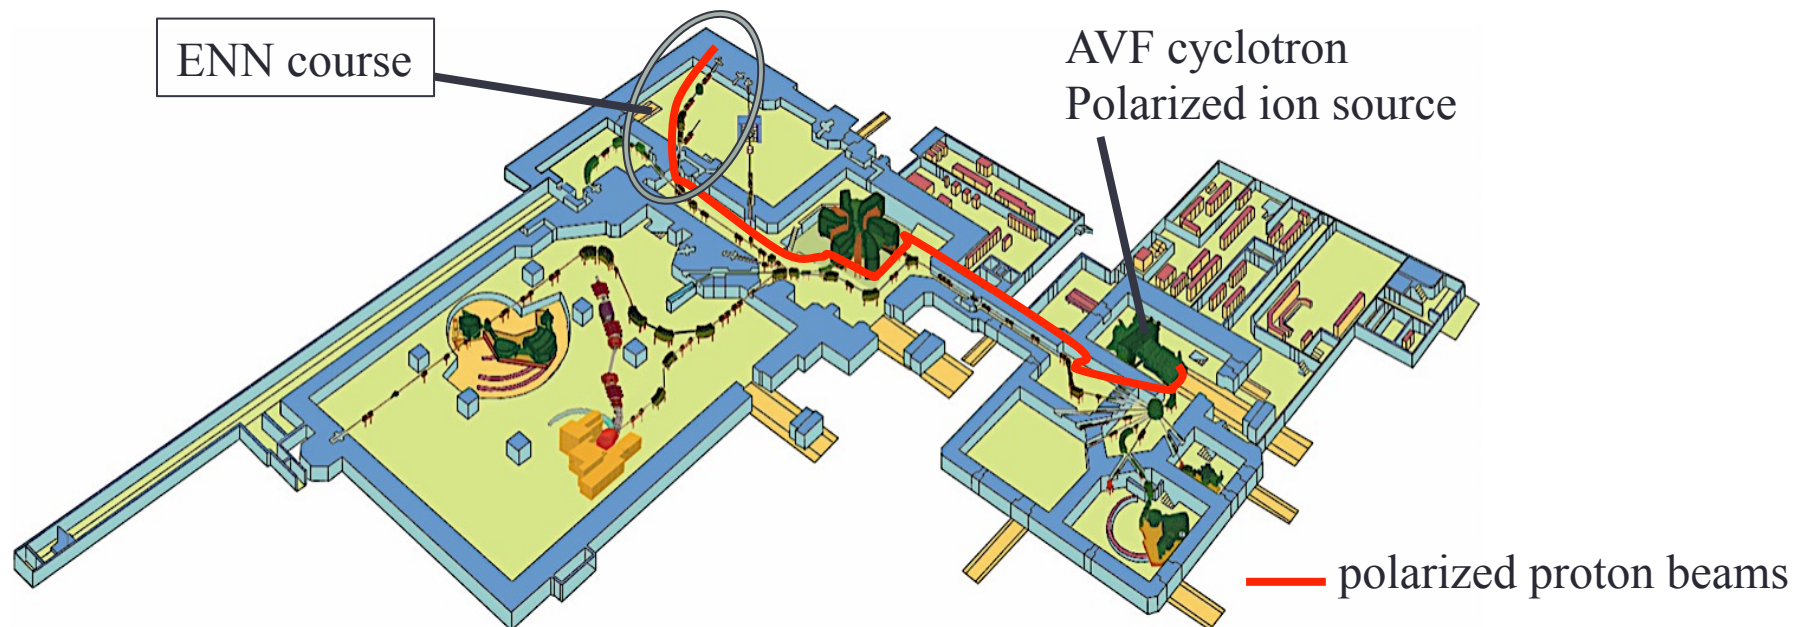 ENN course
AVF cyclotron
Polarized ion source
polarized proton beams